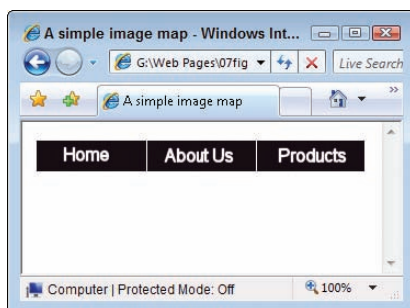 A simple image map - Windows Int...
G:\Web Pages\07fig
Live Search
A simple image map
Home About Us Products
Computer | Protected Mode: Off 100%